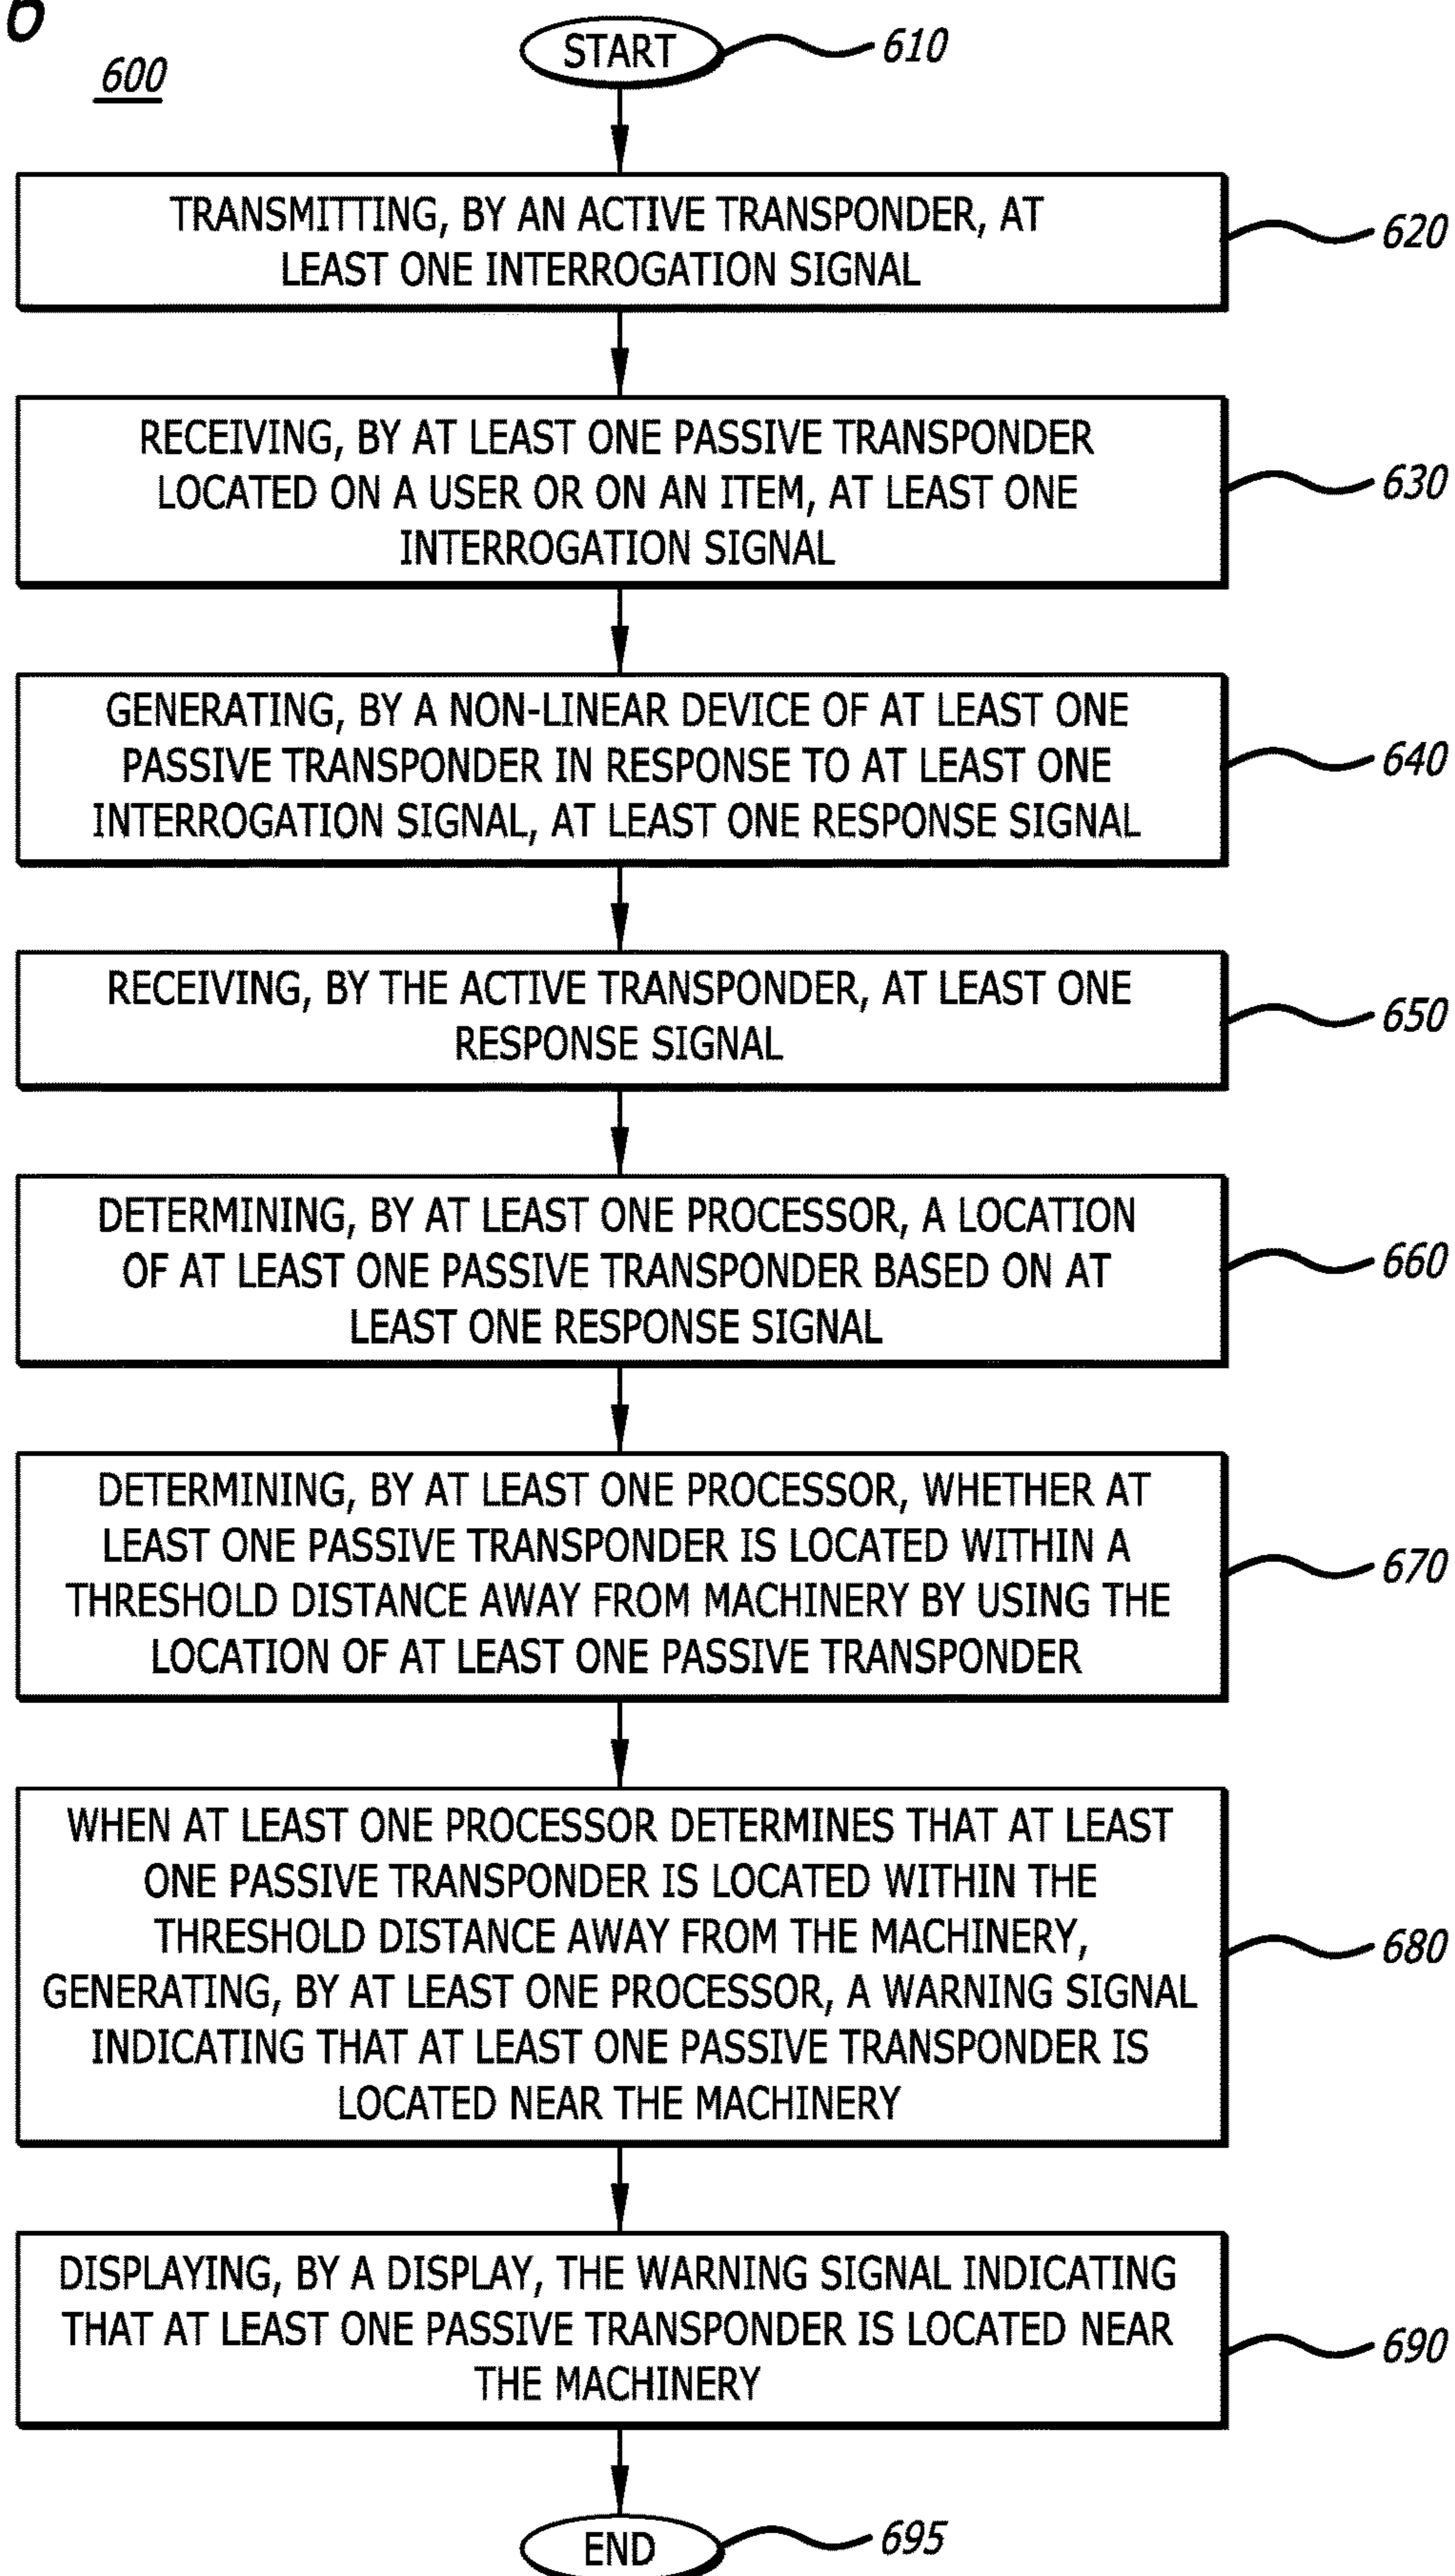 6
600
START
610
TRANSMITTING, BY AN ACTIVE TRANSPONDER, AT
LEAST ONE INTERROGATION SIGNAL
620
RECEIVING, BY AT LEAST ONE PASSIVE TRANSPONDER
LOCATED ON A USER OR ON AN ITEM, AT LEAST ONE
INTERROGATION SIGNAL
630
GENERATING, BY A NON-LINEAR DEVICE OF AT LEAST ONE
PASSIVE TRANSPONDER IN RESPONSE TO AT LEAST ONE
INTERROGATION SIGNAL, AT LEAST ONE RESPONSE SIGNAL
640
RECEIVING, BY THE ACTIVE TRANSPONDER, AT LEAST ONE
RESPONSE SIGNAL
650
DETERMINING, BY AT LEAST ONE PROCESSOR, A LOCATION
OF AT LEAST ONE PASSIVE TRANSPONDER BASED ON AT
LEAST ONE RESPONSE SIGNAL
660
DETERMINING, BY AT LEAST ONE PROCESSOR, WHETHER AT
LEAST ONE PASSIVE TRANSPONDER IS LOCATED WITHIN A
THRESHOLD DISTANCE AWAY FROM MACHINERY BY USING THE
LOCATION OF AT LEAST ONE PASSIVE TRANSPONDER
670
WHEN AT LEAST ONE PROCESSOR DETERMINES THAT AT LEAST
ONE PASSIVE TRANSPONDER IS LOCATED WITHIN THE
THRESHOLD DISTANCE AWAY FROM THE MACHINERY,
GENERATING, BY AT LEAST ONE PROCESSOR, A WARNING SIGNAL
INDICATING THAT AT LEAST ONE PASSIVE TRANSPONDER IS
LOCATED NEAR THE MACHINERY
680
DISPLAYING, BY A DISPLAY, THE WARNING SIGNAL INDICATING
THAT AT LEAST ONE PASSIVE TRANSPONDER IS LOCATED NEAR
THE MACHINERY
690
END
695